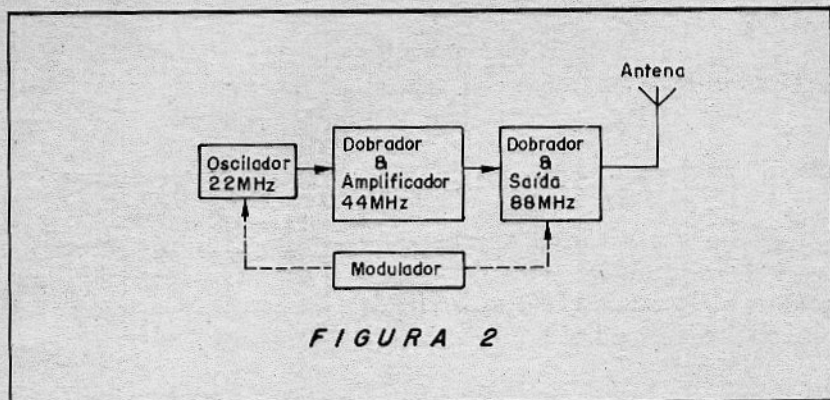 Antena
Oscilador
22MHz
Dobrador
&
Amplificador
44MHz
Dobrador
&
Saída
88MHz
Modulador
FIGURA 2